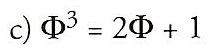 c) Φ³ = 2Φ + 1